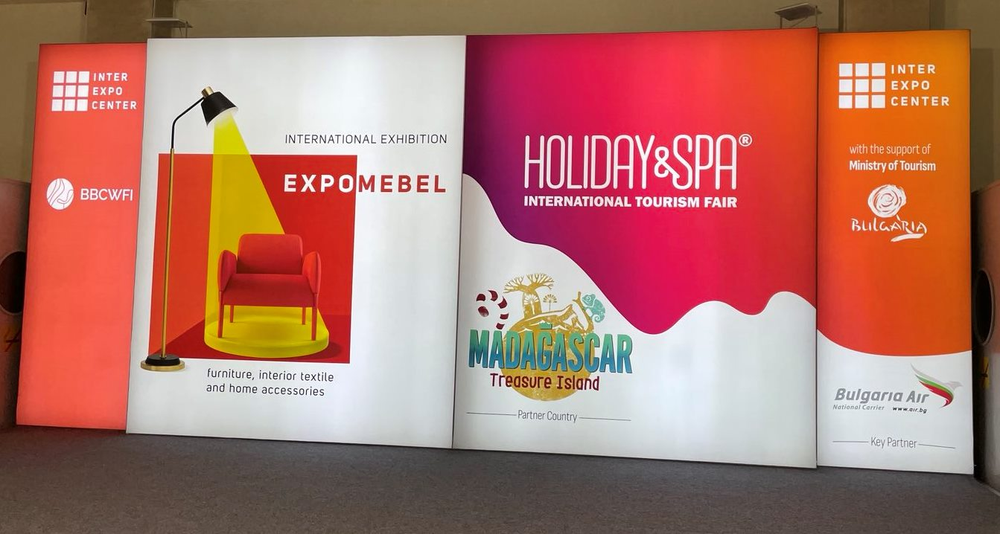 INTER
EXPO
CENTER
BBCWFI
INTERNATIONAL EXHIBITION
EXPOMEBEL
furniture, interior textile
and home accessories
HOLIDAY&SPA®
INTERNATIONAL TOURISM FAIR
MADAGASCAR
Treasure Island
Partner Country
INTER
EXPO
CENTER
with the support of
Ministry of Tourism
BULGARIA
Bulgaria Air
National Carrier www.air.bg
Key Partner